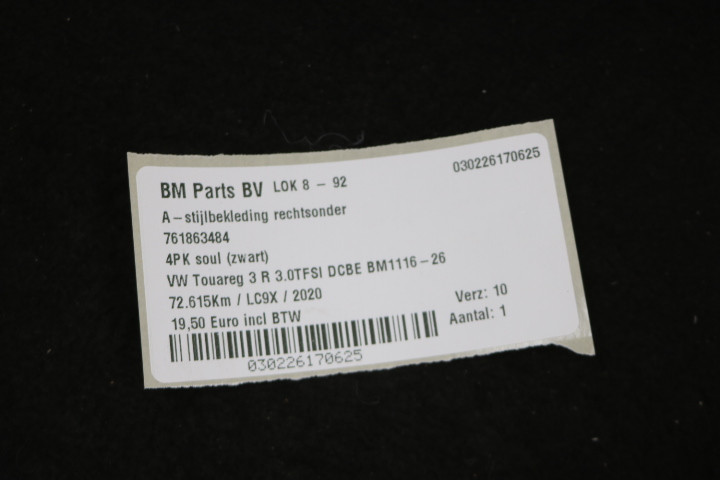 BM Parts BV LOK 8 - 92
030226170625
A-stijlbekleding rechtsonder
761863484
4PK soul (zwart)
VW Touareg 3 R 3.0TFSI DCBE BM1116-26
72.615Km / LC9X / 2020
Verz: 10
19,50 Euro incl BTW
Aantal: 1
030226170625